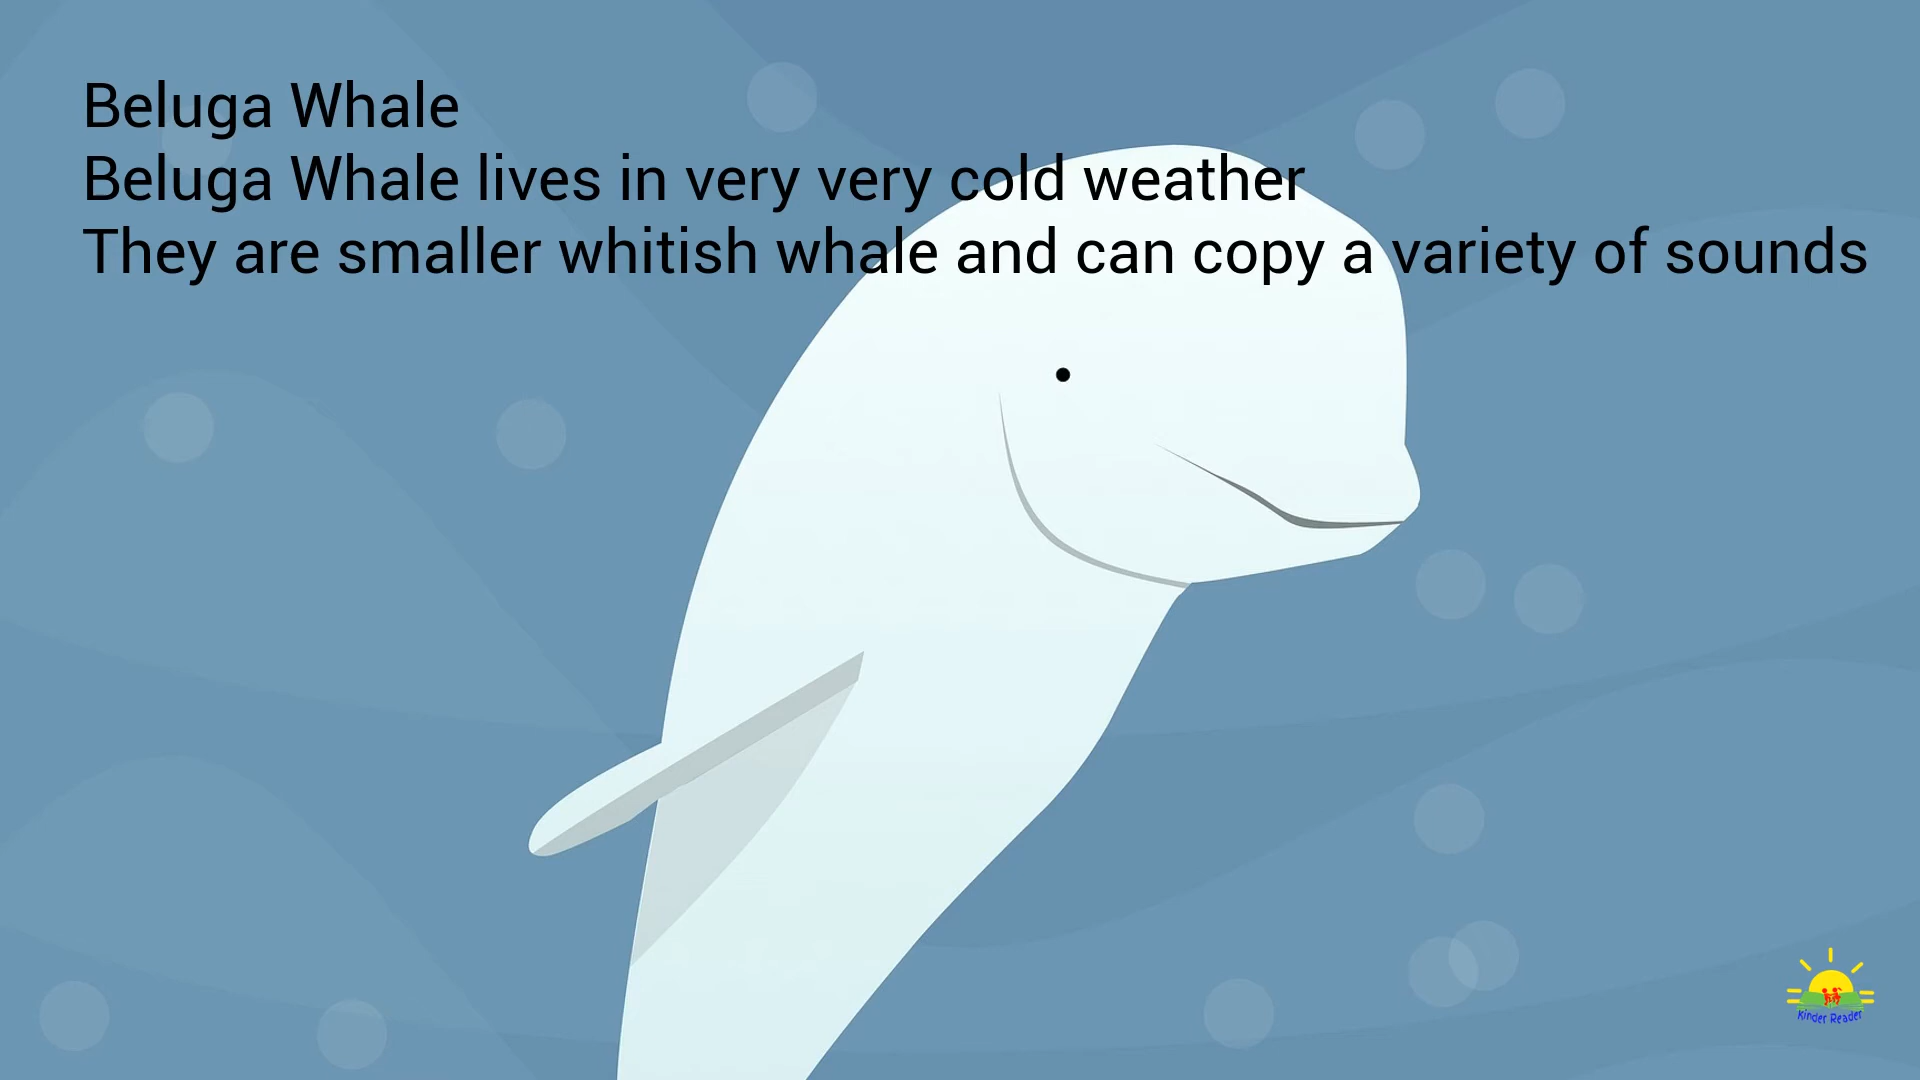 Beluga Whale
Beluga Whale lives in very very cold weather
They are smaller whitish whale and can copy a variety of sounds
Kinder Reader